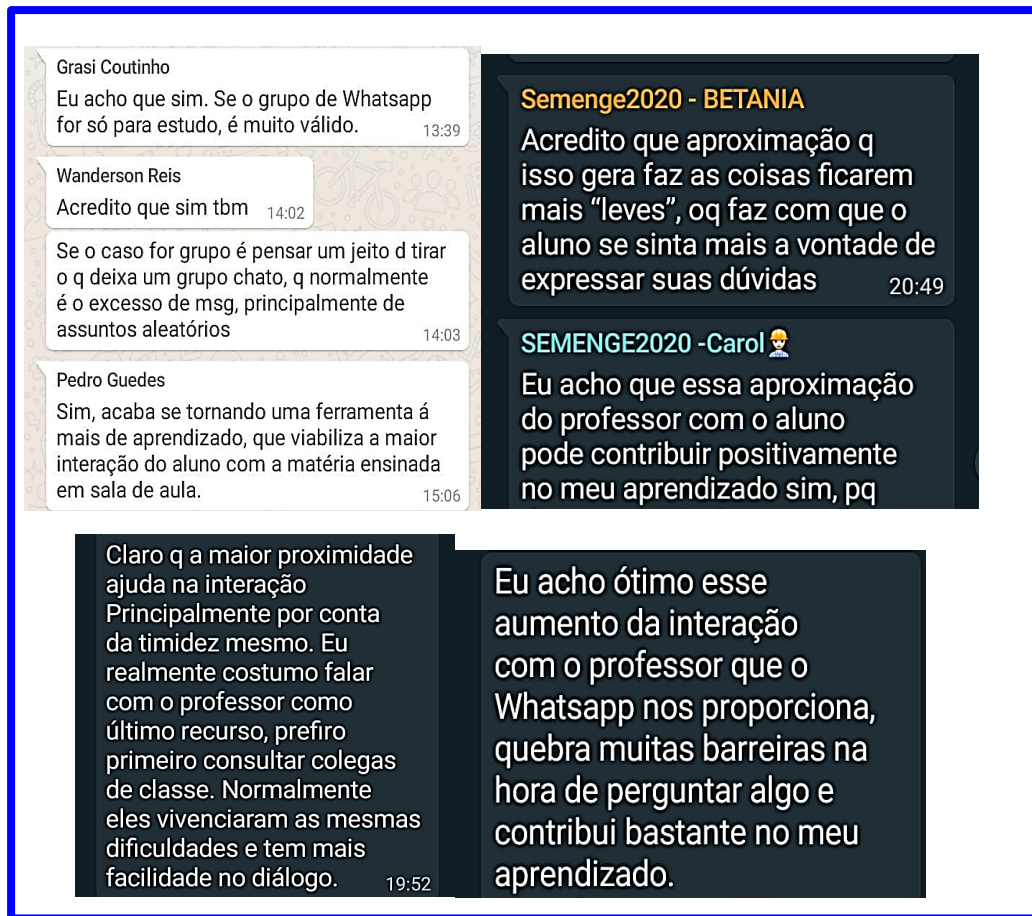 Grasi Coutinho
Eu acho que sim. Se o grupo de Whatsapp
for só para estudo, é muito válido.
13:39
Wanderson Reis
Acredito que sim tbm
14:02
Se o caso for grupo é pensar um jeito d tirar
o q deixa um grupo chato, q normalmente
é o excesso de msg, principalmente de
assuntos aleatórios
14:03
Pedro Guedes
Sim, acaba se tornando uma ferramenta á
mais de aprendizado, que viabiliza a maior
interação do aluno com a matéria ensinada
em sala de aula.
15:06
Semenge2020 - BETANIA
Acredito que aproximação q
isso gera faz as coisas ficarem
mais “leves”, oq faz com que o
aluno se sinta mais a vontade de
expressar suas dúvidas
20:49
SEMENGE2020 -Carol
Eu acho que essa aproximação
do professor com o aluno
pode contribuir positivamente
no meu aprendizado sim, pq
Claro q a maior proximidade
ajuda na interação
Principalmente por conta
da timidez mesmo. Eu
realmente costumo falar
com o professor como
último recurso, prefiro
primeiro consultar colegas
de classe. Normalmente
eles vivenciaram as mesmas
dificuldades e tem mais
facilidade no diálogo.
19:52
Eu acho ótimo esse
aumento da interação
com o professor que o
Whatsapp nos proporciona,
quebra muitas barreiras na
hora de perguntar algo e
contribui bastante no meu
aprendizado.